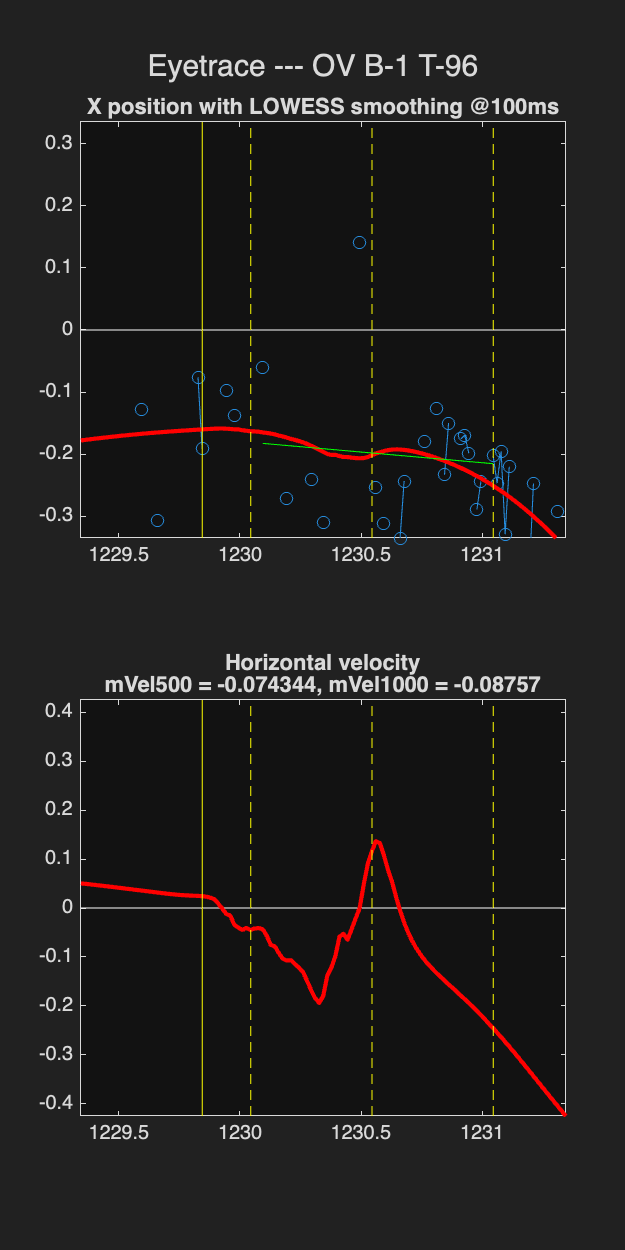 Eyetrace --- OV B-1 T-96
X position with LOWESS smoothing @100ms
0.3
0.2
0.1
0
-0.1
-0.2
-0.3
1229.5 1230 1230.5 1231
Horizontal velocity
mVel500 = -0.074344, mVel1000 = -0.08757
0.4
0.3
0.2
0.1
0
-0.1
-0.2
-0.3
-0.4
1229.5 1230 1230.5 1231